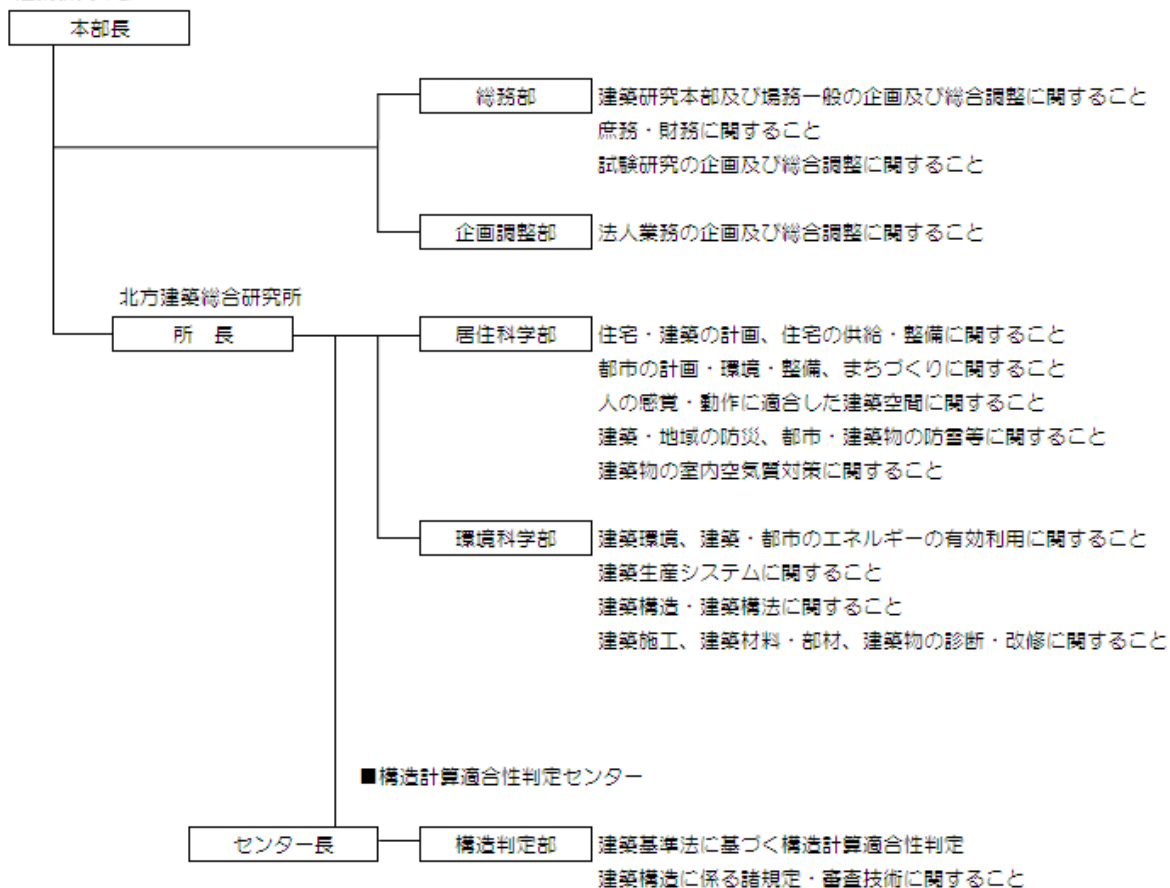 本部長
総務部 建築研究本部及び場務一般の企画及び総合調整に関すること
庶務・財務に関すること
試験研究の企画及び総合調整に関すること
企画調整部 法人業務の企画及び総合調整に関すること
北方建築総合研究所
所 長 居住科学部 住宅・建築の計画、住宅の供給・整備に関すること
都市の計画・環境・整備、まちづくりに関すること
人の感覚・動作に適合した建築空間に関すること
建築・地域の防災、都市・建築物の防雪等に関すること
建築物の室内空気質対策に関すること
環境科学部 建築環境、建築・都市のエネルギーの有効利用に関すること
建築生産システムに関すること
建築構造・建築構法に関すること
建築施工、建築材料・部材、建築物の診断・改修に関すること
■構造計算適合性判定センター
センター長 構造判定部 建築基準法に基づく構造計算適合性判定
建築構造に係る諸規定・審査技術に関すること